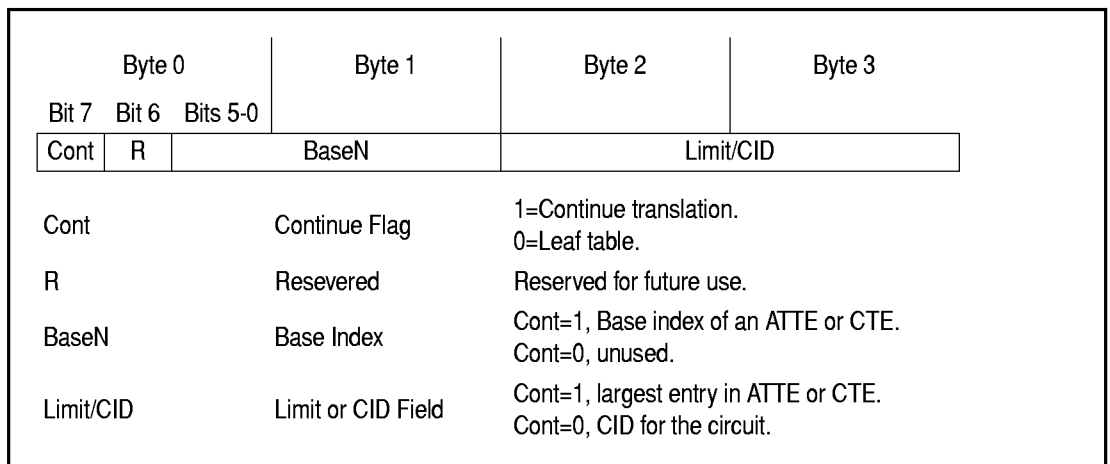 Byte 0 Byte 1 Byte 2 Byte 3
Bit 7 Bit 6 Bits 5-0
Cont R BaseN Limit/CID
Cont Continue Flag 1=Continue translation.
0=Leaf table.
R Resevered Reserved for future use.
BaseN Base Index Cont=1, Base index of an ATTE or CTE.
Cont=0, unused.
Limit/CID Limit or CID Field Cont=1, largest entry in ATTE or CTE.
Cont=0, CID for the circuit.